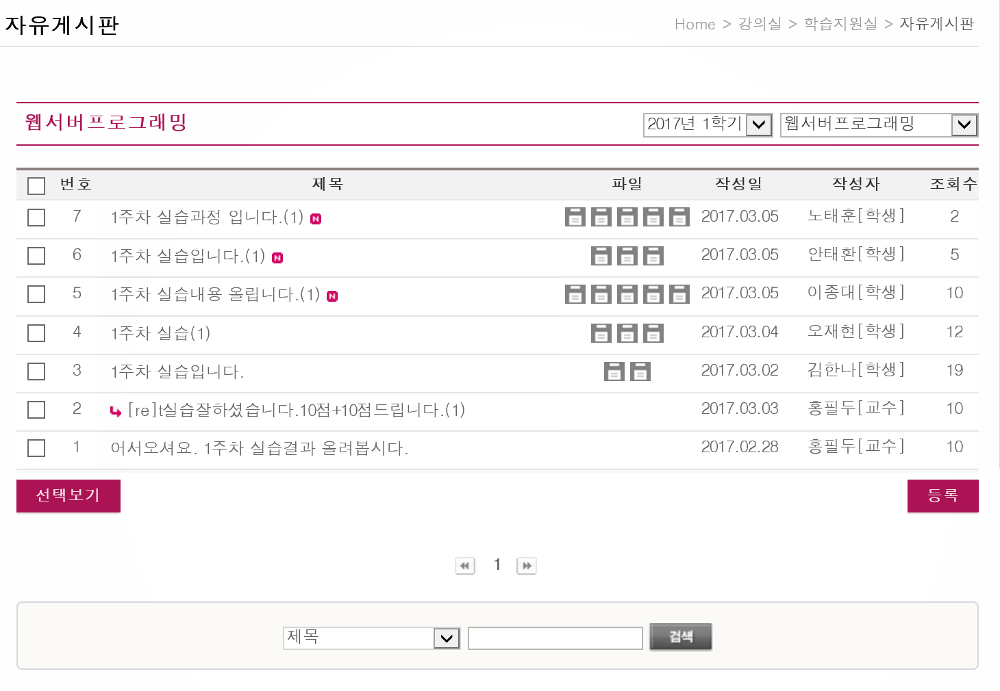 자유게시판
Home > 강의실 > 학습지원실 > 자유게시판
웹서버프로그래밍 2017년 1학기 웹서버프로그래밍
번호 제목 파일 작성일 작성자 조회수
7 1주차 실습과정 입니다.(1) N 2017.03.05 노태훈[학생] 2
6 1주차 실습입니다.(1) N 2017.03.05 안태환[학생] 5
5 1주차 실습내용 올립니다.(1) N 2017.03.05 이종대[학생] 10
4 1주차 실습(1) 2017.03.04 오재현[학생] 12
3 1주차 실습입니다. 2017.03.02 김한나[학생] 19
2 [re]t실습잘하셨습니다.10점+10점드립니다.(1) 2017.03.03 홍필두[교수] 10
1 어서오셔요. 1주차 실습결과 올려봅시다. 2017.02.28 홍필두[교수] 10
선택보기 등록
1
제목 검색